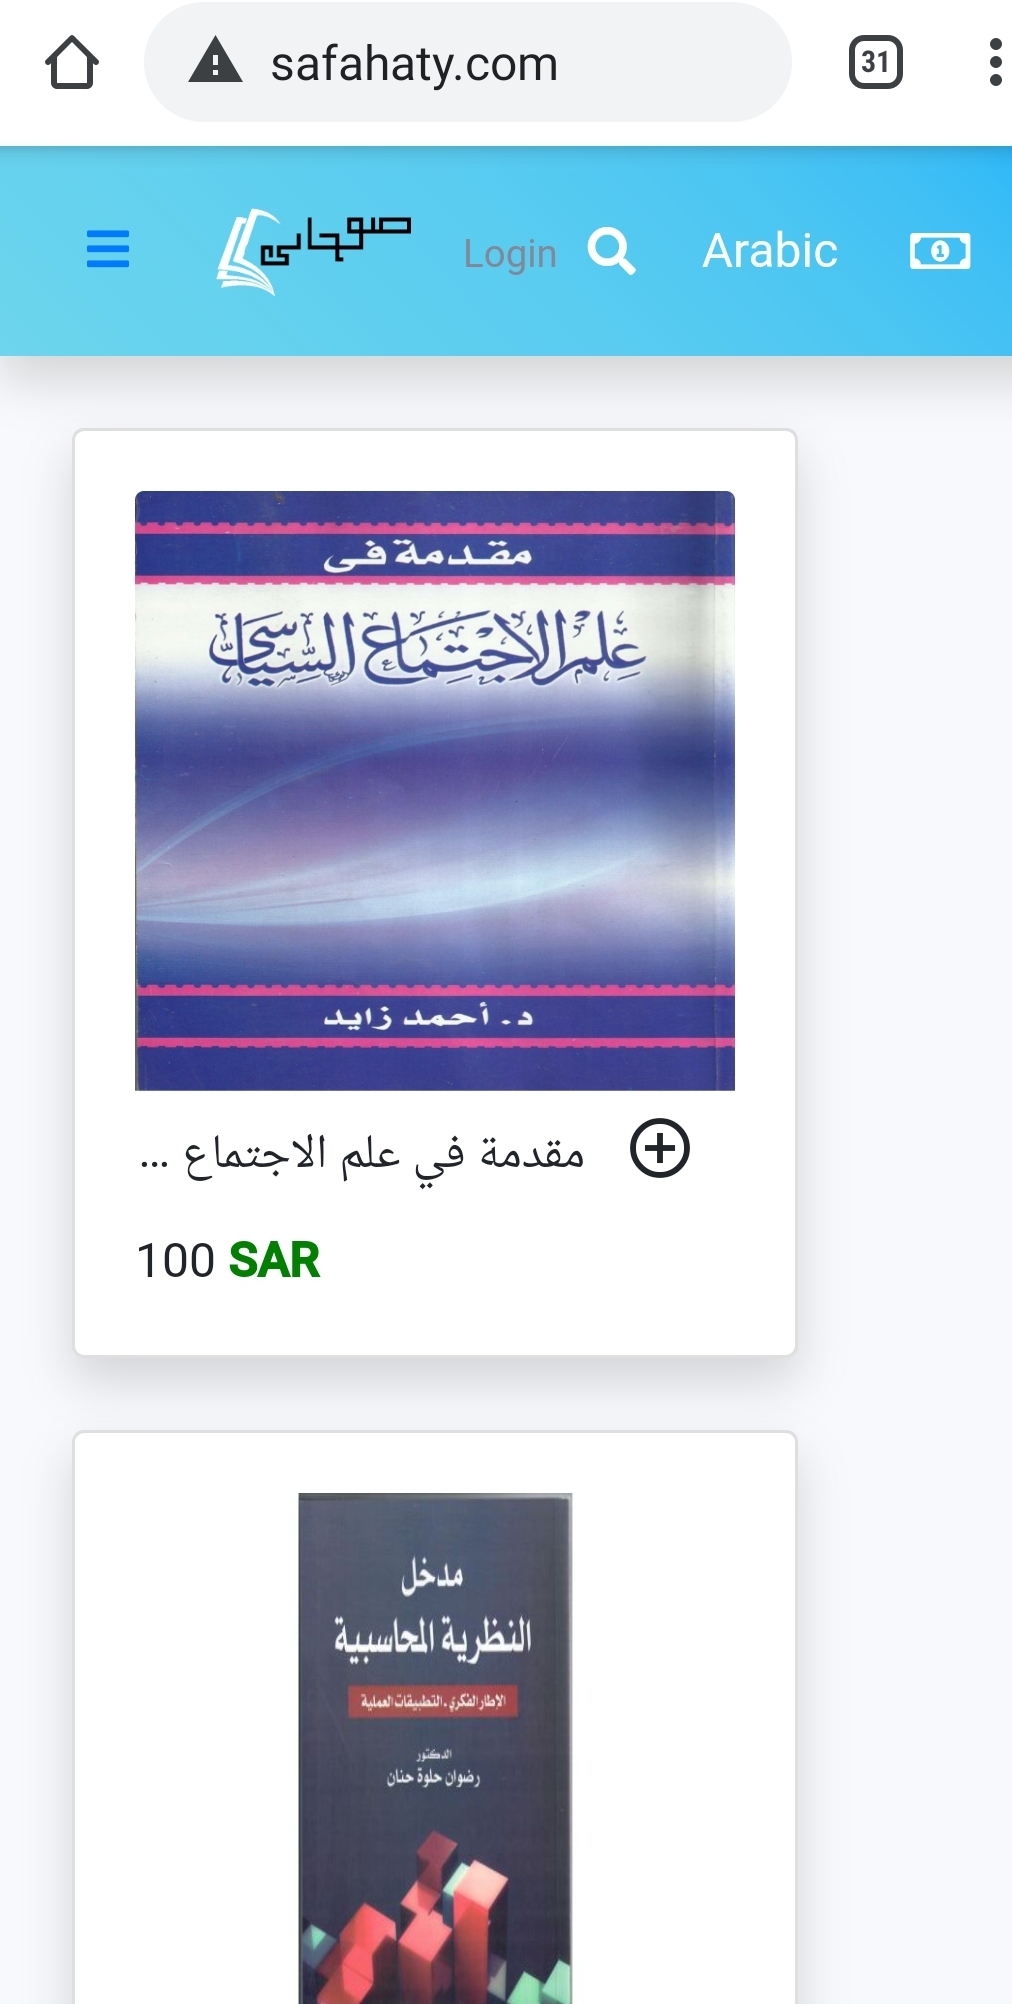 safahaty.com
31
صفحاتي
Login
Arabic
مقدمة فى
علم الاجتماع السياسي
د. أحمد زايد
مقدمة في علم الاجتماع ...
100 SAR
مدخل
النظرية المحاسبية
الإطار الفكري - التطبيقات العملية
الدكتور
رضوان حلوة حنان